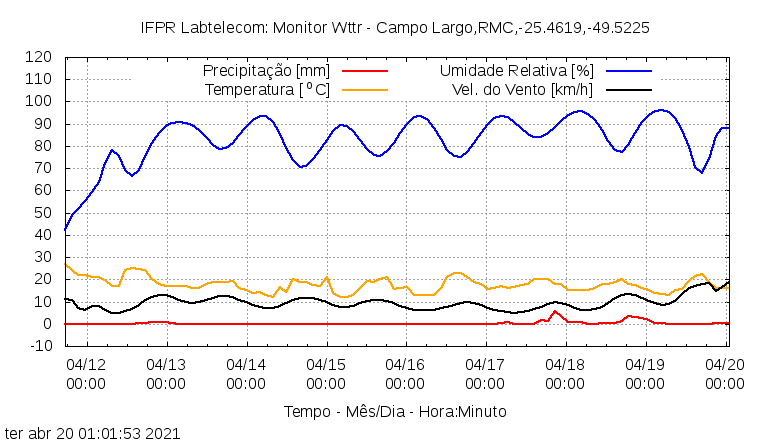 IFPR Labtelecom: Monitor Wttr - Campo Largo,RMC,-25.4619,-49.5225
120
110
100
90
80
70
60
50
40
30
20
10
0
-10
Precipitação [mm]
Temperatura [ ⁰C]
Umidade Relativa [%]
Vel. do Vento [km/h]
04/12 04/13 04/14 04/15 04/16 04/17 04/18 04/19 04/20
00:00 00:00 00:00 00:00 00:00 00:00 00:00 00:00 00:00
Tempo - Mês/Dia - Hora:Minuto
ter abr 20 01:01:53 2021